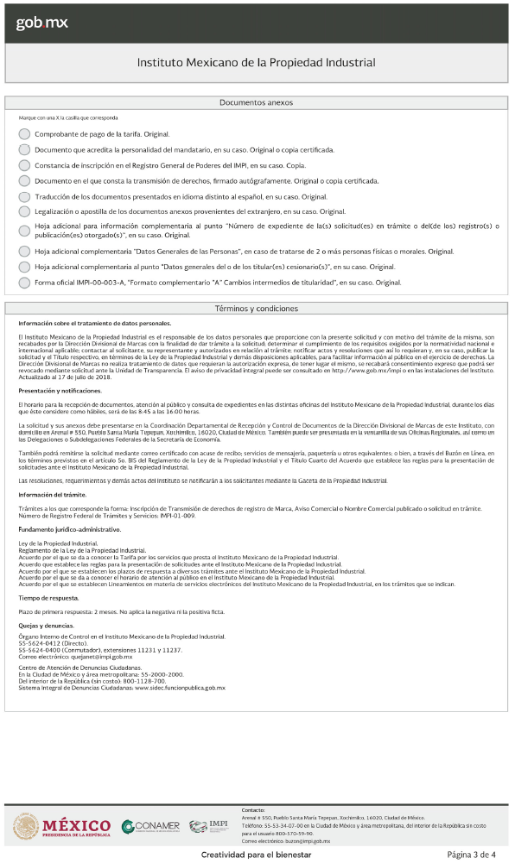 gob.mx
Instituto Mexicano de la Propiedad Industrial
Documentos anexos
Marque con una X la casilla que corresponda
Comprobante de pago de la tarifa. Original.
Documento que acredita la personalidad del mandatario, en su caso. Original o copia certificada.
Constancia de inscripción en el Registro General de Poderes del IMPI, en su caso. Copia.
Documento en el que consta la transmisión de derechos, firmado autógrafamente. Original o copia certificada.
Traducción de los documentos presentados en idioma distinto al español, en su caso. Original.
Legalización o apostilla de los documentos anexos provenientes del extranjero, en su caso. Original.
Hoja adicional para información complementaria al punto "Número de expediente de la(s) solicitud(es) en trámite o del(de los) registro(s) o
publicación(es) otorgado(s)", en su caso. Original.
Hoja adicional complementaria "Datos Generales de las Personas", en caso de tratarse de 2 o más personas físicas o morales. Original.
Hoja adicional complementaria al punto "Datos generales del o de los titular(es) cesionario(s)", en su caso. Original.
Forma oficial IMPI-00-003-A, "Formato complementario "A" Cambios intermedios de titularidad", en su caso. Original.
Términos y condiciones
Información sobre el tratamiento de datos personales.
El Instituto Mexicano de la Propiedad Industrial es el responsable de los datos personales que proporcione con la presente solicitud y con motivo del trámite de la misma, son
recabados por la Dirección Divisional de Marcas con la finalidad de dar trámite a la solicitud; determinar el cumplimiento de los requisitos exigidos por la normatividad nacional e
internacional aplicable; contactar al solicitante, su representante y autorizados en relación al trámite; notificar actos y resoluciones que así lo requieran y, en su caso, publicar la
solicitud y el Título respectivo, en términos de la Ley de la Propiedad Industrial y demás disposiciones aplicables, para facilitar información al público en el ejercicio de derechos. La
Dirección Divisional de Marcas no realiza tratamiento de datos que requieran la autorización expresa, de tener lugar el mismo, se recabará consentimiento expreso que podrá ser
revocado mediante solicitud ante la Unidad de Transparencia. El aviso de privacidad integral puede ser consultado en http://www.gob.mx/impi o en las instalaciones del Instituto.
Actualizado al 17 de julio de 2018.
Presentación y notificaciones.
El horario para la recepción de documentos, atención al público y consulta de expedientes en las distintas oficinas del Instituto Mexicano de la Propiedad Industrial, durante los días
que éste considere como hábiles, será de las 8:45 a las 16:00 horas.
La solicitud y sus anexos debe presentarse en la Coordinación Departamental de Recepción y Control de Documentos de la Dirección Divisional de Marcas de este Instituto, con
domicilio en Arenal # 550, Pueblo Santa María Tepepan, Xochimilco, 16020, Ciudad de México. También puede ser presentada en la ventanilla de sus Oficinas Regionales, así como en
las Delegaciones o Subdelegaciones Federales de la Secretaría de Economía.
También podrá remitirse la solicitud mediante correo certificado con acuse de recibo, servicios de mensajería, paquetería u otros equivalentes, o bien, a través del Buzón en Línea, en
los términos previstos en el artículo 5o. BIS del Reglamento de la Ley de la Propiedad Industrial y el Título Cuarto del Acuerdo que establece las reglas para la presentación de
solicitudes ante el Instituto Mexicano de la Propiedad Industrial.
Las resoluciones, requerimientos y demás actos del Instituto se notificarán a los solicitantes mediante la Gaceta de la Propiedad Industrial.
Información del trámite.
Trámites a los que corresponde la forma: Inscripción de Transmisión de derechos de registro de Marca, Aviso Comercial o Nombre Comercial publicado o solicitud en trámite.
Número de Registro Federal de Trámites y Servicios: IMPI-01-009.
Fundamento jurídico-administrativo.
Ley de la Propiedad Industrial.
Reglamento de la Ley de la Propiedad Industrial.
Acuerdo por el que se da a conocer la Tarifa por los servicios que presta el Instituto Mexicano de la Propiedad Industrial.
Acuerdo que establece las reglas para la presentación de solicitudes ante el Instituto Mexicano de la Propiedad Industrial.
Acuerdo por el que se establecen los plazos de respuesta a diversos trámites ante el Instituto Mexicano de la Propiedad Industrial.
Acuerdo por el que se da a conocer el horario de atención al público en el Instituto Mexicano de la Propiedad Industrial.
Acuerdo por el que se establecen Lineamientos en materia de servicios electrónicos del Instituto Mexicano de la Propiedad Industrial, en los trámites que se indican.
Tiempo de respuesta.
Plazo de primera respuesta: 2 meses. No aplica la negativa ni la positiva ficta.
Quejas y denuncias.
Órgano Interno de Control en el Instituto Mexicano de la Propiedad Industrial.
55-5624-0412 (Directo).
55-5624-0400 (Conmutador), extensiones 11231 y 11237.
Correo electrónico: quejanet@impi.gob.mx
Centro de Atención de Denuncias Ciudadanas.
En la Ciudad de México y área metropolitana: 55-2000-2000.
Del interior de la República (sin costo): 800-1128-700.
Sistema Integral de Denuncias Ciudadanas: www.sidec.funcionpublica.gob.mx
MÉXICO
PRESIDENCIA DE LA REPÚBLICA
CONAMER
IMPI
Contacto:
Arenal # 550, Pueblo Santa María Tepepan, Xochimilco, 16020, Ciudad de México.
Teléfono: 55-53-34-07-00 en la Ciudad de México y área metropolitana, del interior de la República sin costo
para el usuario 800-570-59-90.
Correo electrónico: buzon@impi.gob.mx
Creatividad para el bienestar
Página 3 de 4